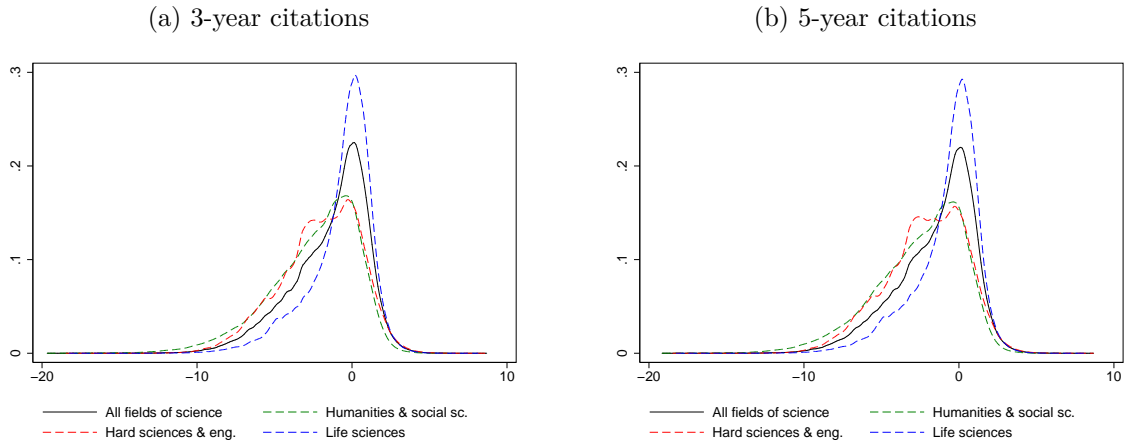 (a) 3-year citations
(b) 5-year citations
.3
.2
.1
0
−20
−10
0
10
All fields of science
Humanities & social sc.
Hard sciences & eng.
Life sciences
.3
.2
.1
0
−20
−10
0
10
All fields of science
Humanities & social sc.
Hard sciences & eng.
Life sciences